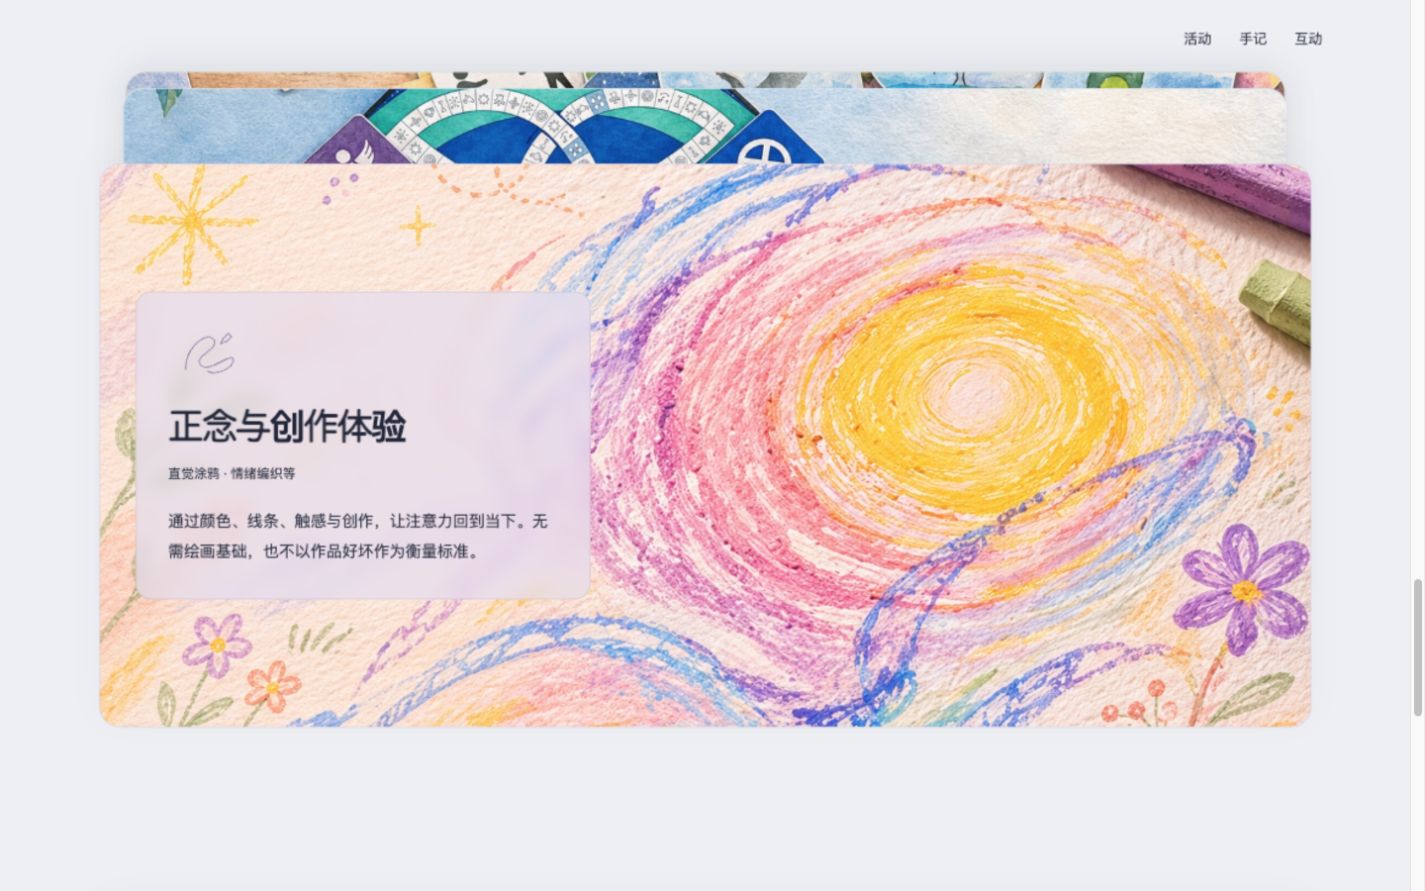 活动
手记
互动
正念与创作体验
直觉涂鸦 · 情绪编织等
通过颜色、线条、触感与创作，让注意力回到当下。无
需绘画基础，也不以作品好坏作为衡量标准。